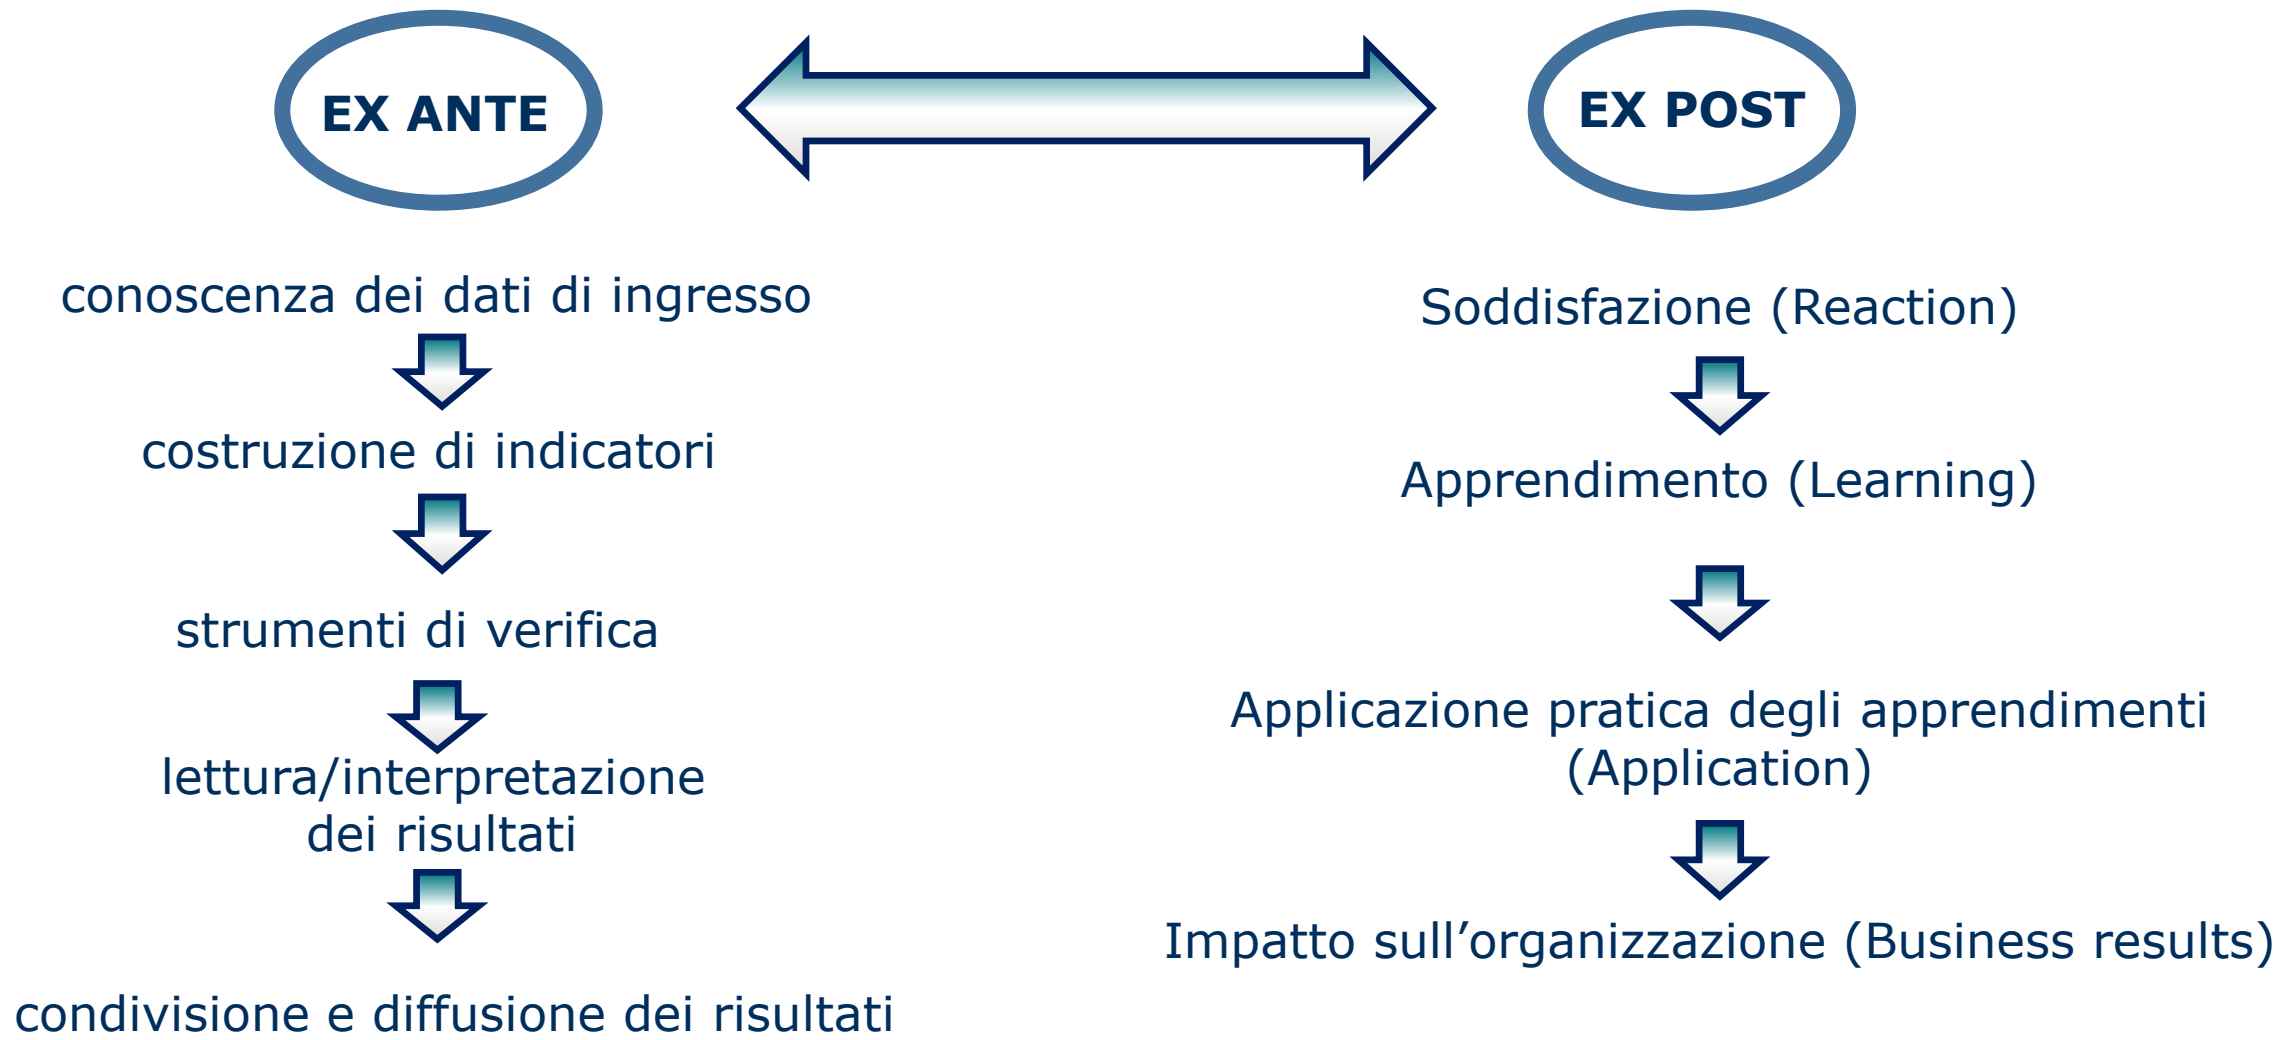 EX ANTE
conoscenza dei dati di ingresso
costruzione di indicatori
strumenti di verifica
lettura/interpretazione
dei risultati
condivisione e diffusione dei risultati
EX POST
Soddisfazione (Reaction)
Apprendimento (Learning)
Applicazione pratica degli apprendimenti
(Application)
Impatto sull’organizzazione (Business results)